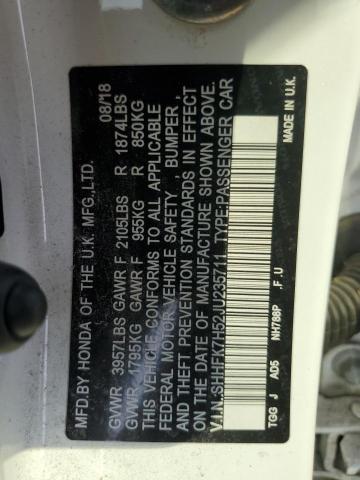 MFD.BY HONDA OF THE U.K. MFG.,LTD. 08/18
GVWR 3957LBS GAWR F 2105LBS R 1874LBS
GVWR 1795KG GAWR F 955KG R 850KG
THIS VEHICLE CONFORMS TO ALL APPLICABLE
FEDERAL MOTOR VEHICLE SAFETY, BUMPER,
AND THEFT PREVENTION STANDARDS IN EFFECT
ON THE DATE OF MANUFACTURE SHOWN ABOVE.
V.I.N.:SHHFK7H52JU235711 TYPE:PASSENGER CAR
TGG J AD5 NH788P ,F.U MADE IN U.K.